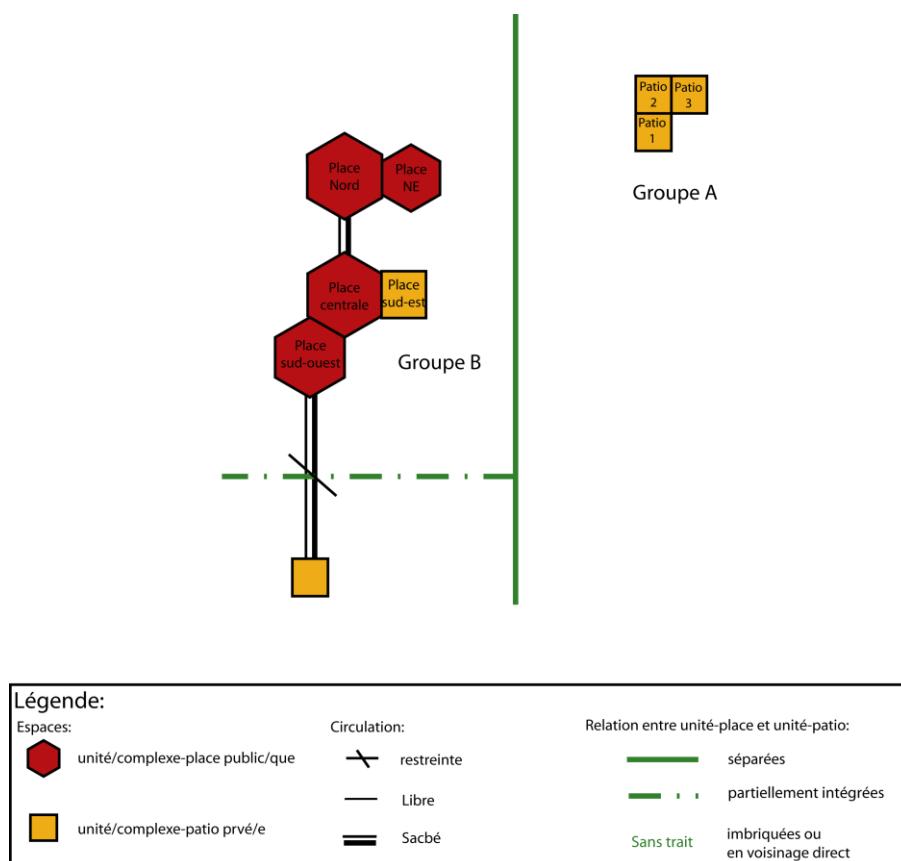 Patio
2
Patio
3
Patio
1
Groupe A
Place
Nord
Place
NE
Place
centrale
Place
sud-est
Place
sud-ouest
Groupe B
Légende:
Espaces:
unité/complexe-place public/que
unité/complexe-patio prvé/e
Circulation:
restreinte
Libre
Sacbé
Relation entre unité-place et unité-patio:
séparées
partiellement intégrées
Sans trait
imbriquées ou
en voisinage direct